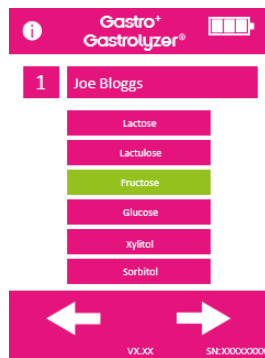 i
Gastro+
Gastrolyzer®
1 Joe Bloggs
Lactose
Lactulose
Fructose
Glucose
Xylitol
Sorbitol
VX.XX SN:XXXXXXXX